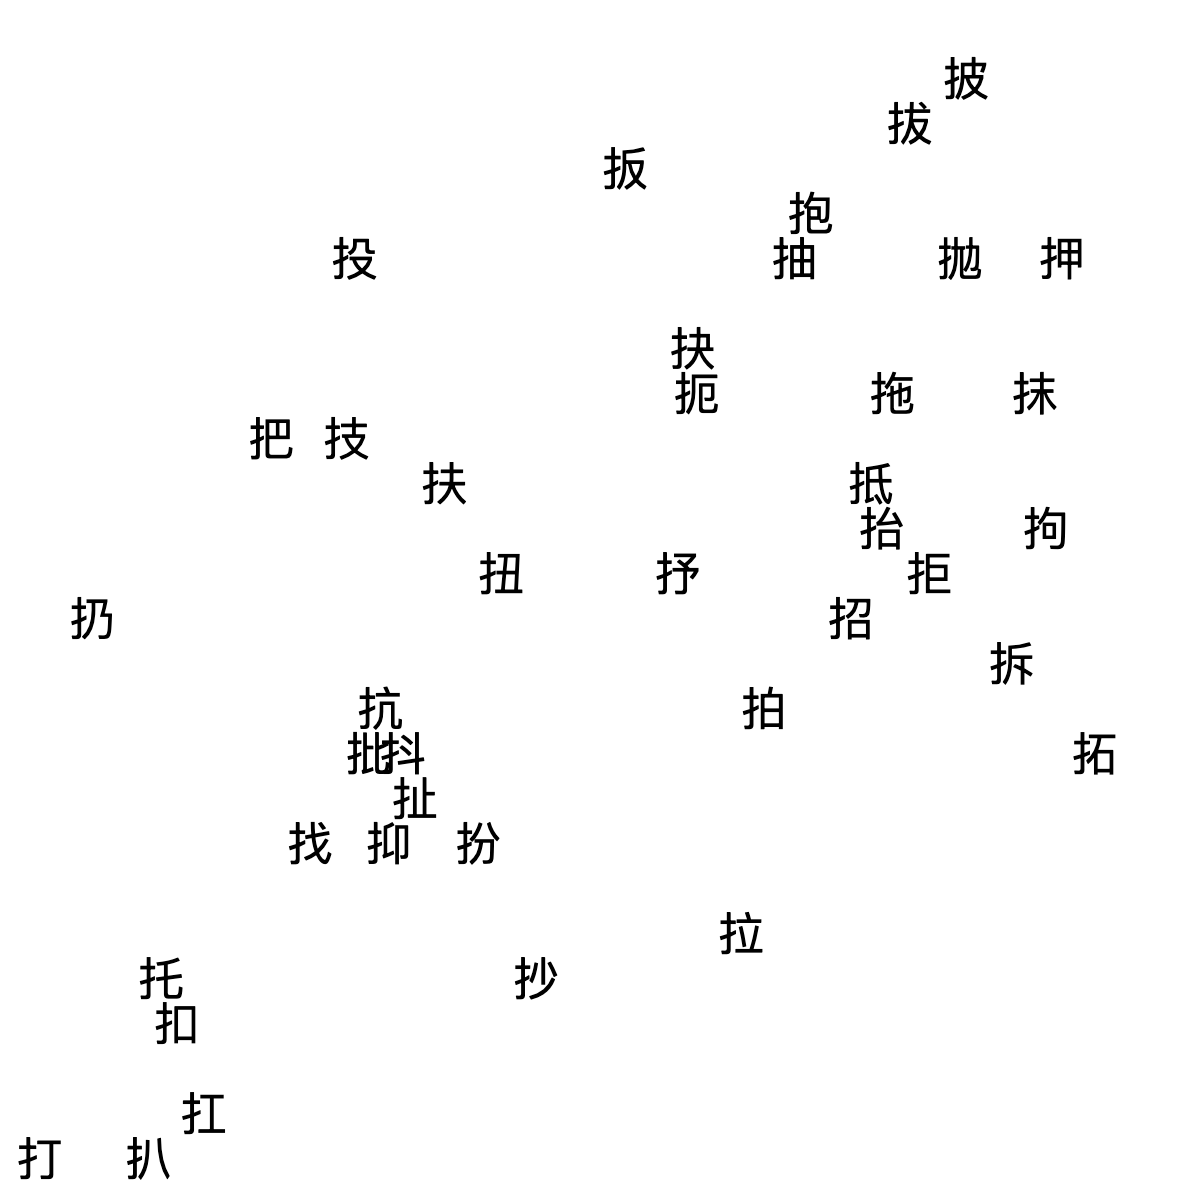 披
拔
扳
抱
投 抽 抛 押
抉
扼 拖 抹
把 技
扶 抵
抬 拘
扭 抒 拒
扔 招
拆
抗 拍
批 抖 拓
扯
找 抑 扮
拉
托 抄
扣
扛
打 扒